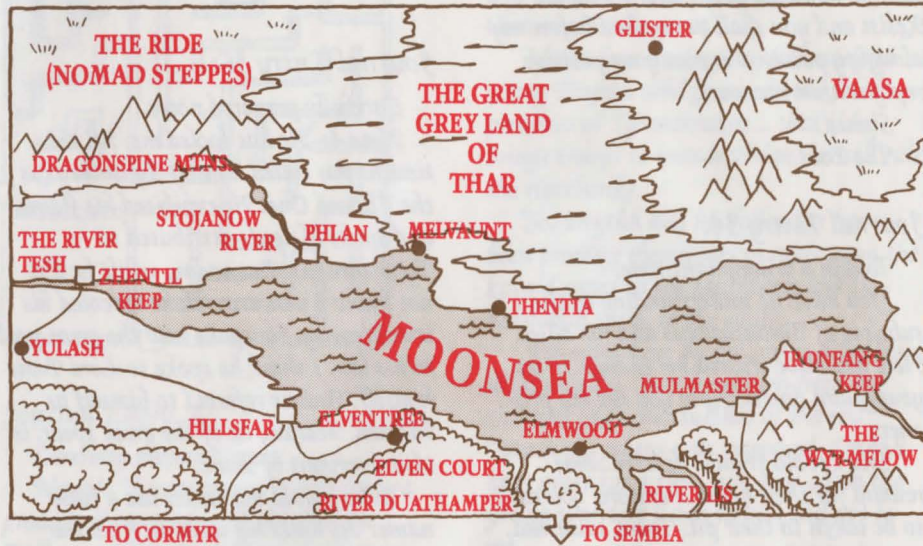 GLISTER
THE RIDE
(NOMAD STEPPES)
VAASA
THE GREAT
GREY LAND
OF
THAR
DRAGONSPINE MTNS.
STOJANOW
RIVER
PHLAN
MELVAUNT
THE RIVER
TESH
ZHENTIL
KEEP
THENTIA
MOONSEA
YULASH
IRONFANG
KEEP
MULMASTER
HILLSFAR
ELVENTREE
ELMWOOD
ELVEN COURT
THE
WYRMFLOW
RIVER DUATHAMPER
RIVER LIS
TO CORMYR
TO SEMBIA